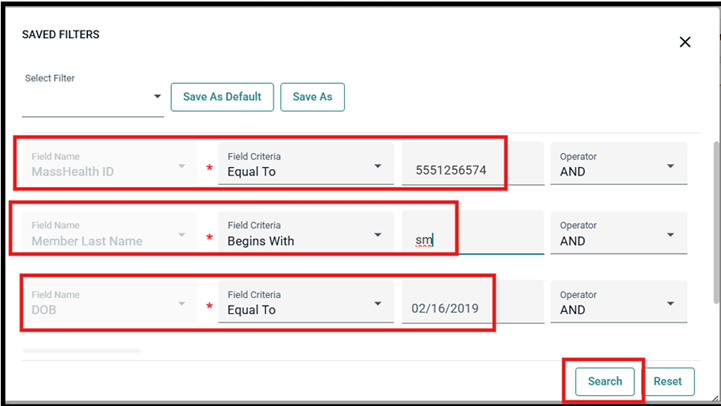 SAVED FILTERS
Select Filter
Save As Default
Save As
Field Name
MassHealth ID
*
Field Criteria
Equal To
5551256574
Operator
AND
Field Name
Member Last Name
*
Field Criteria
Begins With
sm
Operator
AND
Field Name
DOB
*
Field Criteria
Equal To
02/16/2019
Operator
AND
Search
Reset